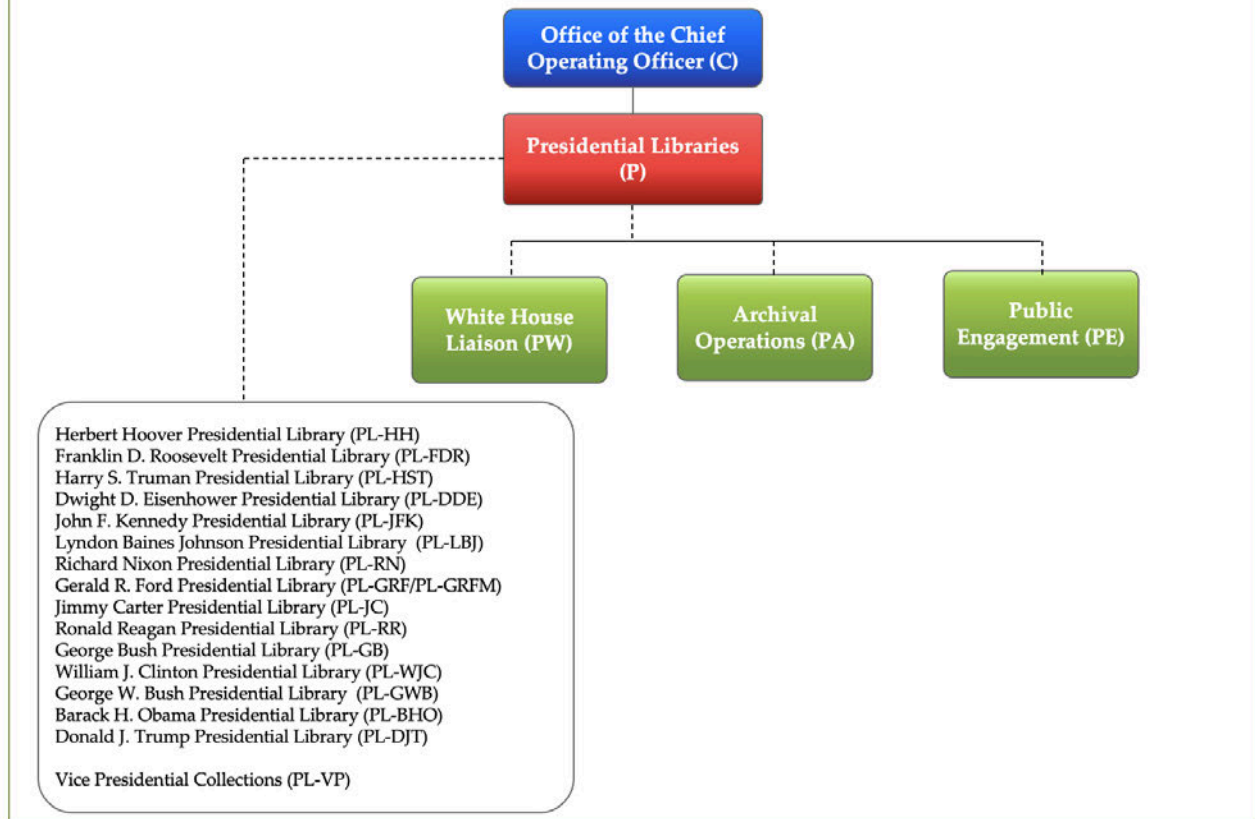 Office of the Chief
Operating Officer (C)
Presidential Libraries
(P)
White House
Liaison (PW)
Archival
Operations (PA)
Public
Engagement (PE)
Herbert Hoover Presidential Library (PL-HH)
Franklin D. Roosevelt Presidential Library (PL-FDR)
Harry S. Truman Presidential Library (PL-HST)
Dwight D. Eisenhower Presidential Library (PL-DDE)
John F. Kennedy Presidential Library (PL-JFK)
Lyndon Baines Johnson Presidential Library (PL-LBJ)
Richard Nixon Presidential Library (PL-RN)
Gerald R. Ford Presidential Library (PL-GRF/PL-GRFM)
Jimmy Carter Presidential Library (PL-JC)
Ronald Reagan Presidential Library (PL-RR)
George Bush Presidential Library (PL-GB)
William J. Clinton Presidential Library (PL-WJC)
George W. Bush Presidential Library (PL-GWB)
Barack H. Obama Presidential Library (PL-BHO)
Donald J. Trump Presidential Library (PL-DJT)
Vice Presidential Collections (PL-VP)